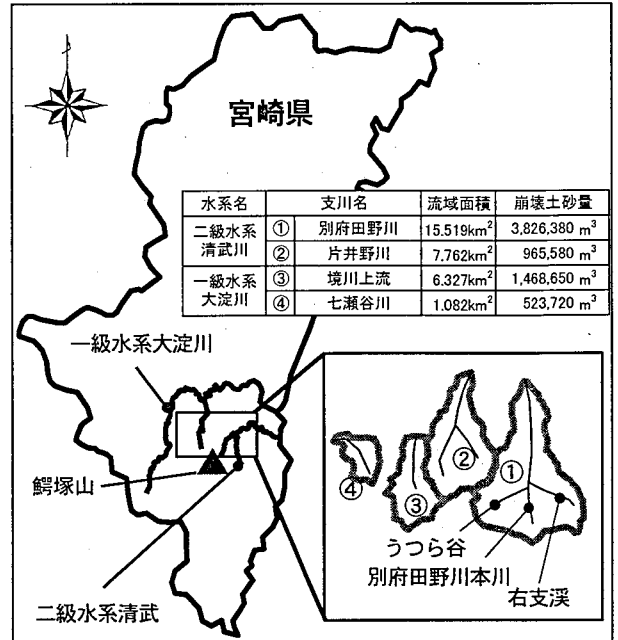 宮崎県
水系名 支川名 流域面積 崩壊土砂量
二級水系 清武川 ① 別府田野川 15.519km² 3,826,380 m³
② 片井野川 7.762km² 965,580 m³
一級水系 大淀川 ③ 境川上流 6.327km² 1,468,650 m³
④ 七瀬谷川 1.082km² 523,720 m³
一級水系大淀川
鰐塚山
二級水系清武
①
②
③
④
うつら谷
別府田野川本川
右支渓